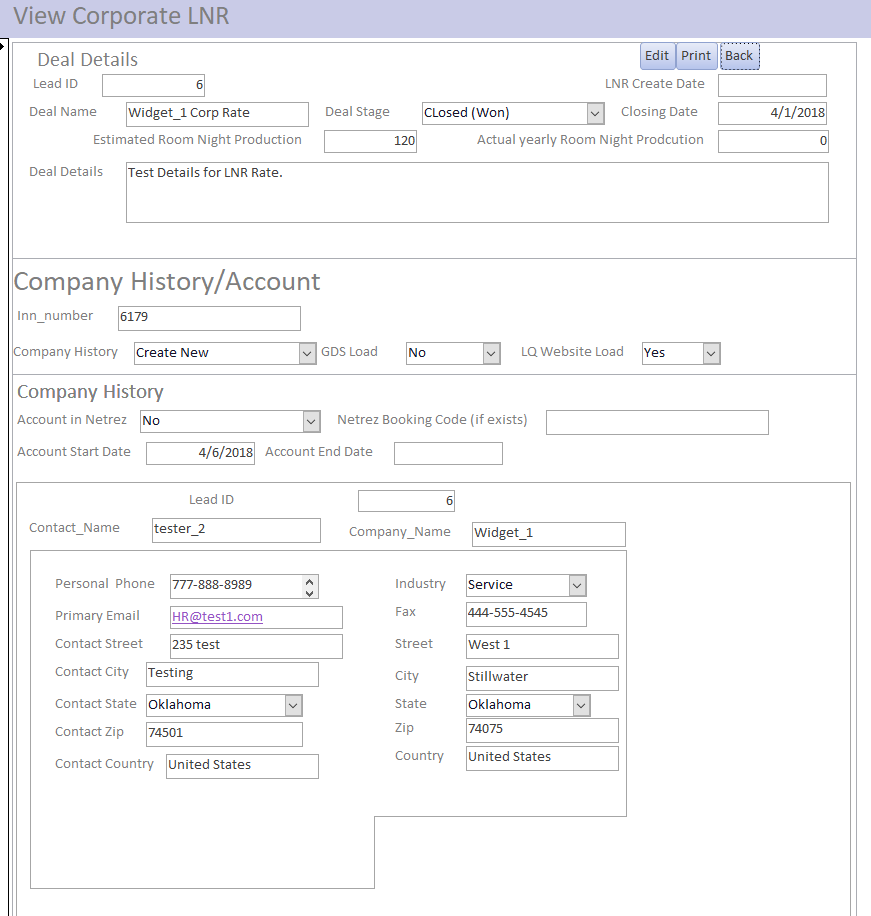 View Corporate LNR
Deal Details Edit Print Back
Lead ID 6 LNR Create Date
Deal Name Widget_1 Corp Rate Deal Stage CLosed (Won) Closing Date 4/1/2018
Estimated Room Night Production 120 Actual yearly Room Night Prodcution 0
Deal Details Test Details for LNR Rate.
Company History/Account
Inn_number 6179
Company History Create New GDS Load No LQ Website Load Yes
Company History
Account in Netrez No Netrez Booking Code (if exists)
Account Start Date 4/6/2018 Account End Date
Lead ID 6
Contact_Name tester_2 Company_Name Widget_1
Personal Phone 777-888-8989 Industry Service
Primary Email HR@test1.com Fax 444-555-4545
Contact Street 235 test Street West 1
Contact City Testing City Stillwater
Contact State Oklahoma State Oklahoma
Contact Zip 74501 Zip 74075
Contact Country United States Country United States